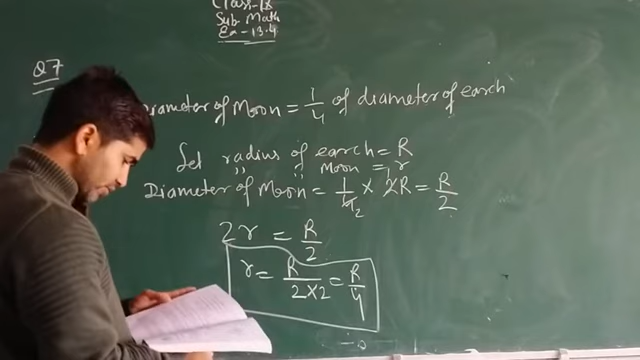 Class-IX
Sub Math
Ex-13.4
Q7
Diameter of Moon = 1/4 of diameter of earth
Let radius of earth = R
" " Moon = r
Diameter of Moon = 1/4 2 × 2R = R/2
2r = R/2
r = R/2×2 = R/4